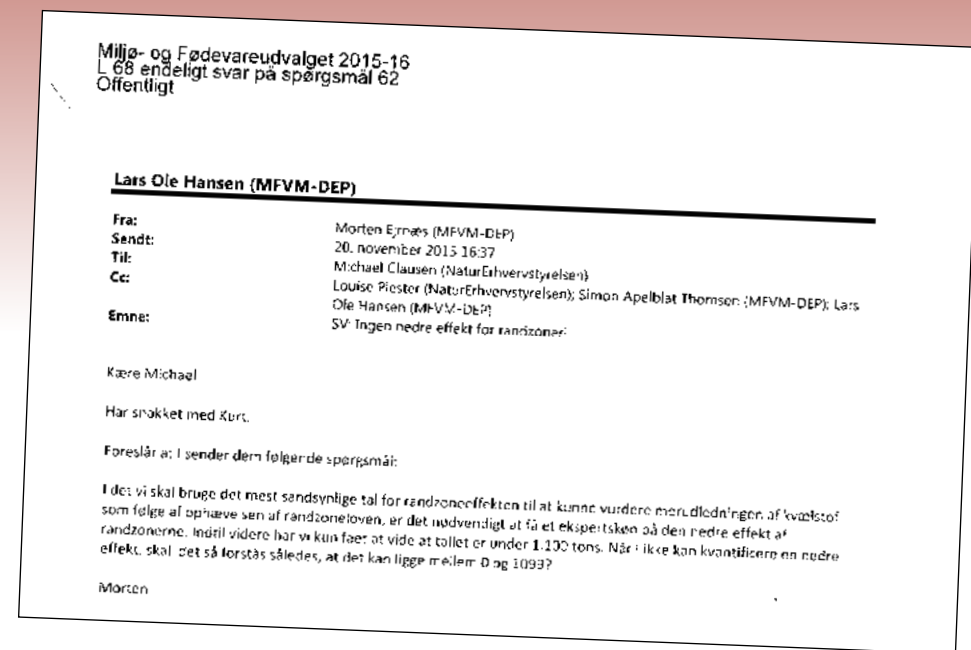 Miljø- og Fødevareudvalget 2015-16
L 68 endeligt svar på spørgsmål 62
Offentligt
Lars Ole Hansen (MFVM-DEP)
Fra: Morten Ejrnæs (MFVM-DEP)
Sendt: 20. november 2015 16:37
Til: Michael Clausen (NaturErhvervstyrelsen)
Cc: Louise Piester (NaturErhvervstyrelsen); Simon Apelblat Thomsen (MFVM-DEP); Lars
Ole Hansen (MFVM-DEP)
Emne: SV: Ingen nedre effekt for randzoner
Kære Michael
Har snakket med Kurt.
Foreslår at I sender dem følgende spørgsmål:
I det vi skal bruge det mest sandsynlige tal for randzoneeffekten til at kunne vurdere merudledningen af kvælstof
som følge af ophævelsen af randzoneloven, er det nødvendigt at få et ekspertskøn på den nedre effekt af
randzonerne. Indtil videre har vi kun fået at vide at tallet er under 1.100 tons. Når i ikke kan kvantificere en nedre
effekt, skal det så forstås således, at det kan ligge mellem 0 og 1099?
Morten